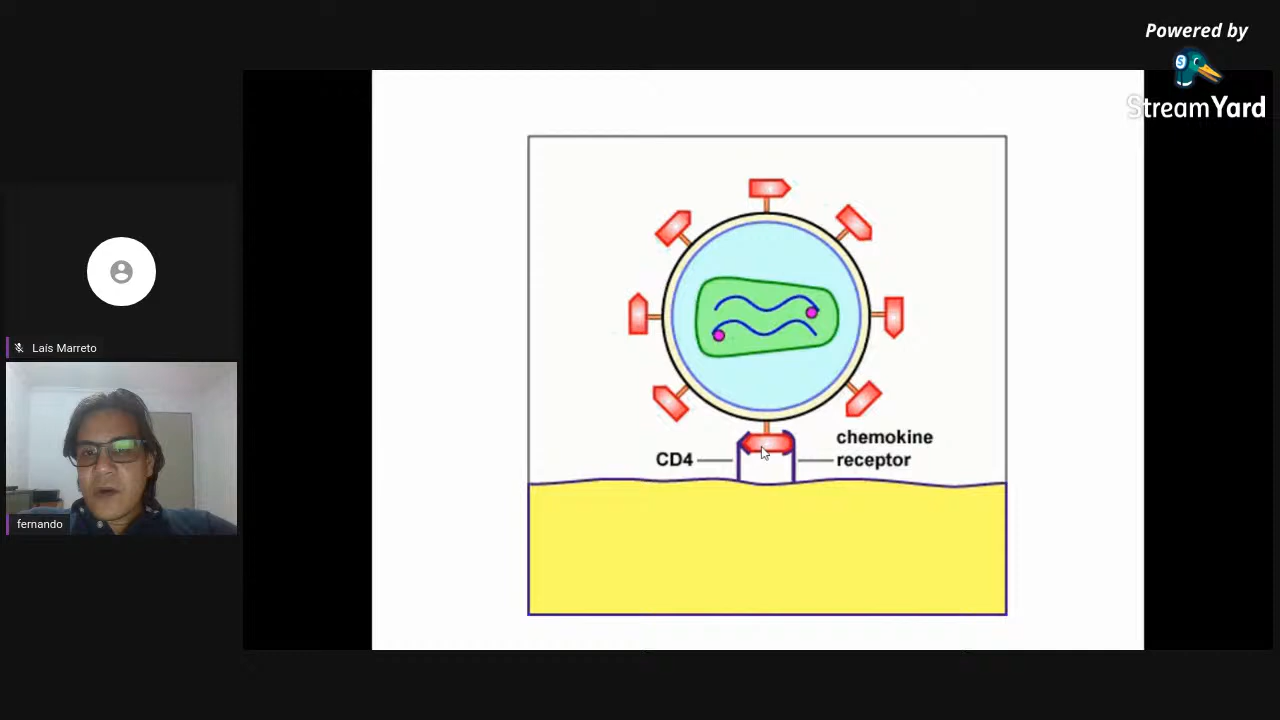 Powered by
StreamYard
Laís Marreto
fernando
CD4
chemokine
receptor